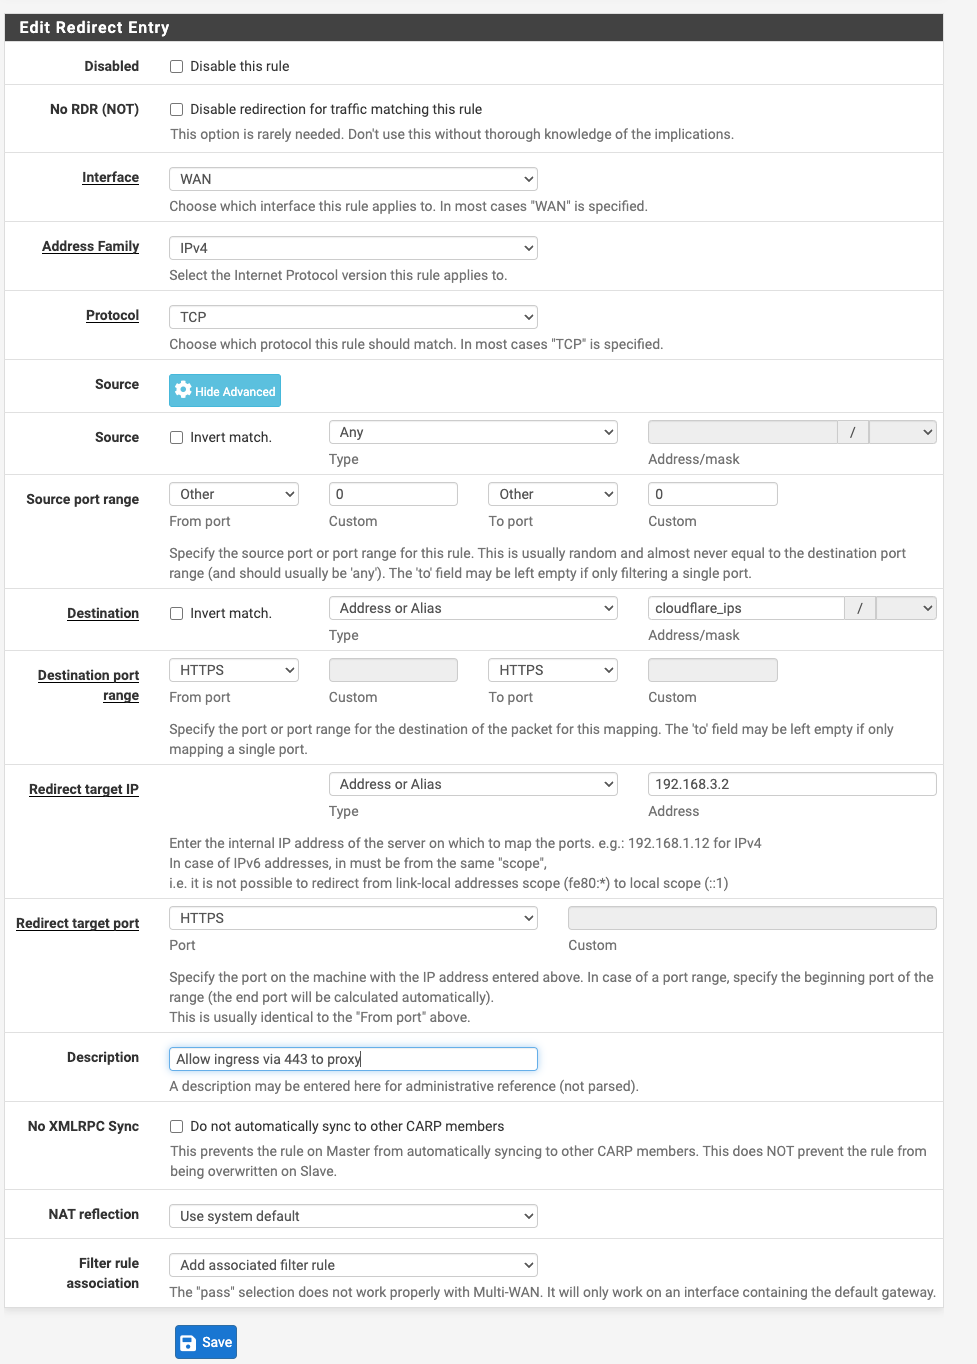 Edit Redirect Entry
Disabled
Disable this rule
No RDR (NOT)
Disable redirection for traffic matching this rule
This option is rarely needed. Don't use this without thorough knowledge of the implications.
Interface
WAN
Choose which interface this rule applies to. In most cases "WAN" is specified.
Address Family
IPv4
Select the Internet Protocol version this rule applies to.
Protocol
TCP
Choose which protocol this rule should match. In most cases "TCP" is specified.
Source
Hide Advanced
Source
Invert match.
Any
/
Type
Address/mask
Source port range
Other
0
Other
0
From port
Custom
To port
Custom
Specify the source port or port range for this rule. This is usually random and almost never equal to the destination port
range (and should usually be 'any'). The 'to' field may be left empty if only filtering a single port.
Destination
Invert match.
Address or Alias
cloudflare_ips
/
Type
Address/mask
Destination port
range
HTTPS
HTTPS
From port
Custom
To port
Custom
Specify the port or port range for the destination of the packet for this mapping. The 'to' field may be left empty if only
mapping a single port.
Redirect target IP
Address or Alias
192.168.3.2
Type
Address
Enter the internal IP address of the server on which to map the ports. e.g.: 192.168.1.12 for IPv4
In case of IPv6 addresses, in must be from the same "scope",
i.e. it is not possible to redirect from link-local addresses scope (fe80:*) to local scope (::1)
Redirect target port
HTTPS
Port
Custom
Specify the port on the machine with the IP address entered above. In case of a port range, specify the beginning port of the
range (the end port will be calculated automatically).
This is usually identical to the "From port" above.
Description
Allow ingress via 443 to proxy
A description may be entered here for administrative reference (not parsed).
No XMLRPC Sync
Do not automatically sync to other CARP members
This prevents the rule on Master from automatically syncing to other CARP members. This does NOT prevent the rule from
being overwritten on Slave.
NAT reflection
Use system default
Filter rule
association
Add associated filter rule
The "pass" selection does not work properly with Multi-WAN. It will only work on an interface containing the default gateway.
Save